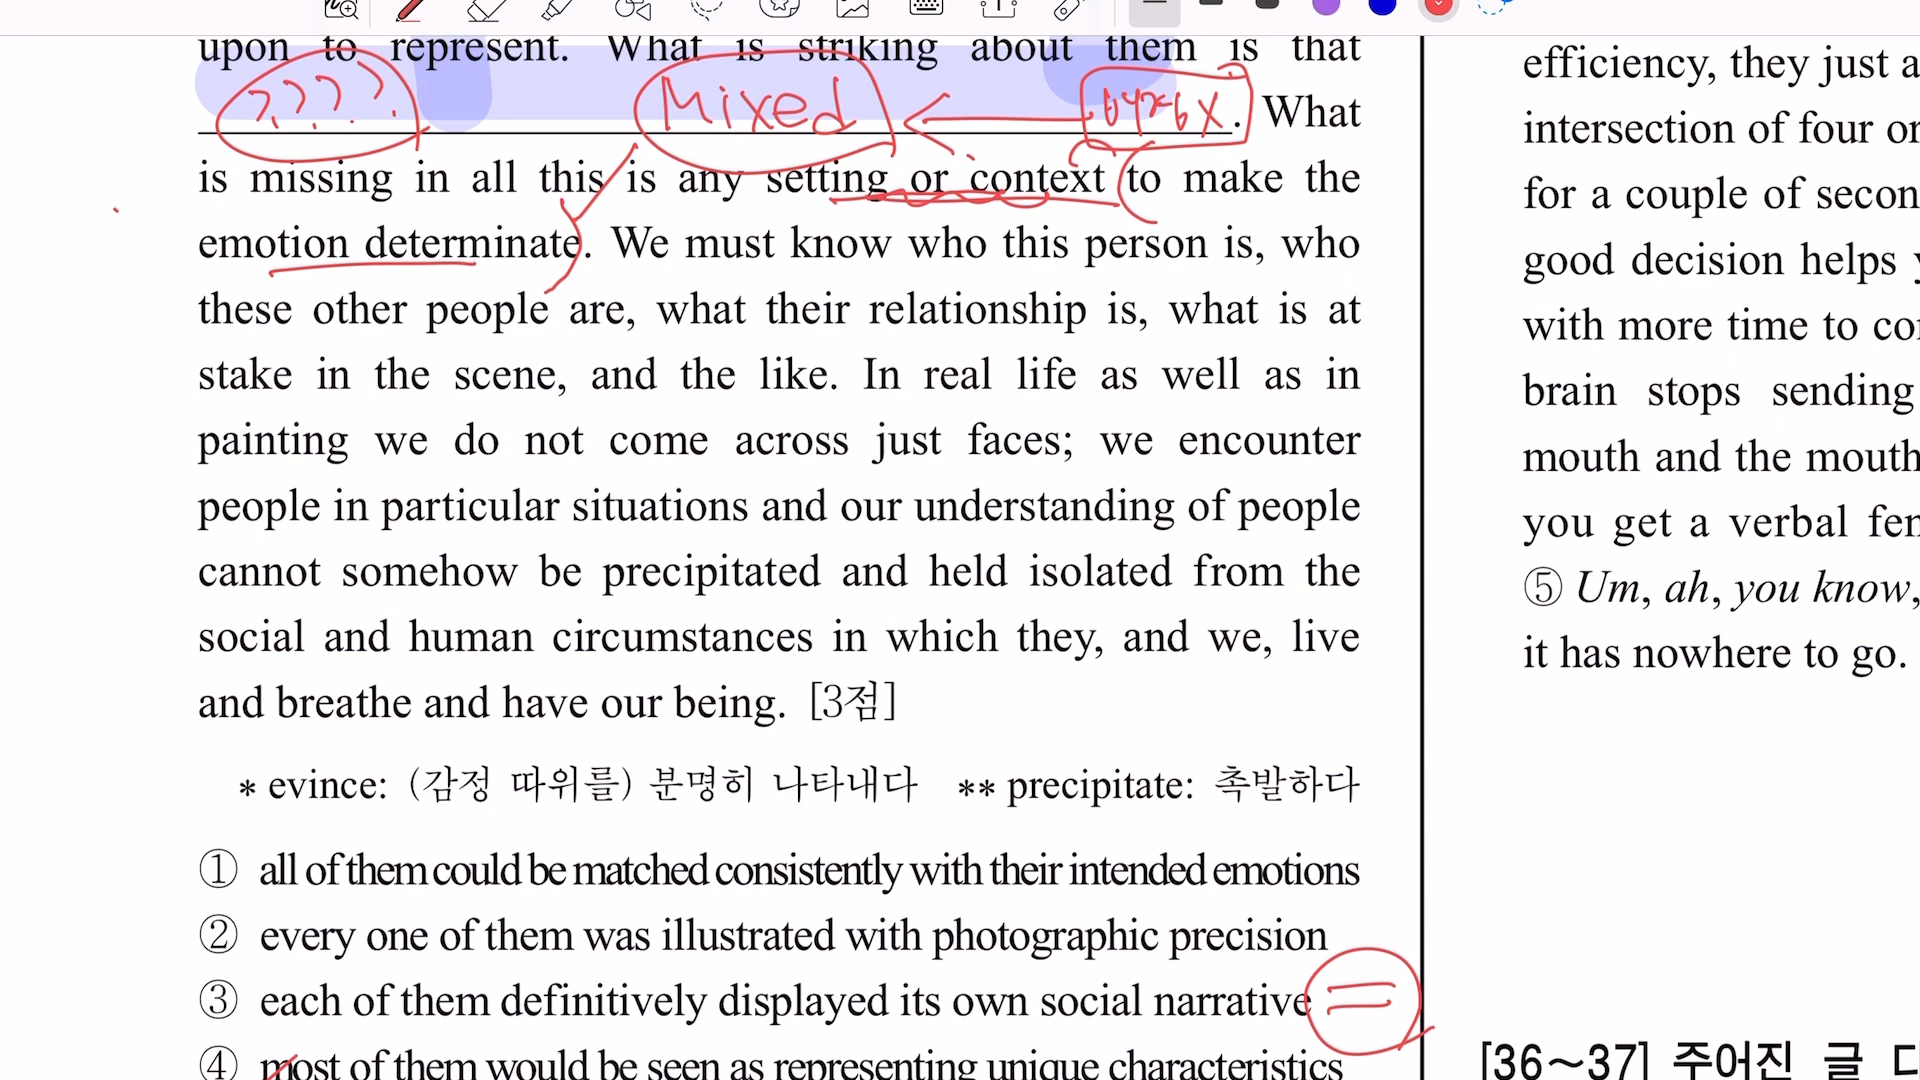 upon to represent. What is striking about them is that
???? Mixed . What
is missing in all this is any setting or context to make the
emotion determinate. We must know who this person is, who
these other people are, what their relationship is, what is at
stake in the scene, and the like. In real life as well as in
painting we do not come across just faces; we encounter
people in particular situations and our understanding of people
cannot somehow be precipitated and held isolated from the
social and human circumstances in which they, and we, live
and breathe and have our being. [3점]
* evince: (감정 따위를) 분명히 나타내다 ** precipitate: 촉발하다
① all of them could be matched consistently with their intended emotions
② every one of them was illustrated with photographic precision
③ each of them definitively displayed its own social narrative
④ most of them would be seen as representing unique characteristics
efficiency, they just
intersection of four or
for a couple of
good decision helps
with more time to
brain stops sending
mouth and the mouth
you get a verbal
⑤ Um, ah, you know,
it has nowhere to go.
[36~37] 주어진 글